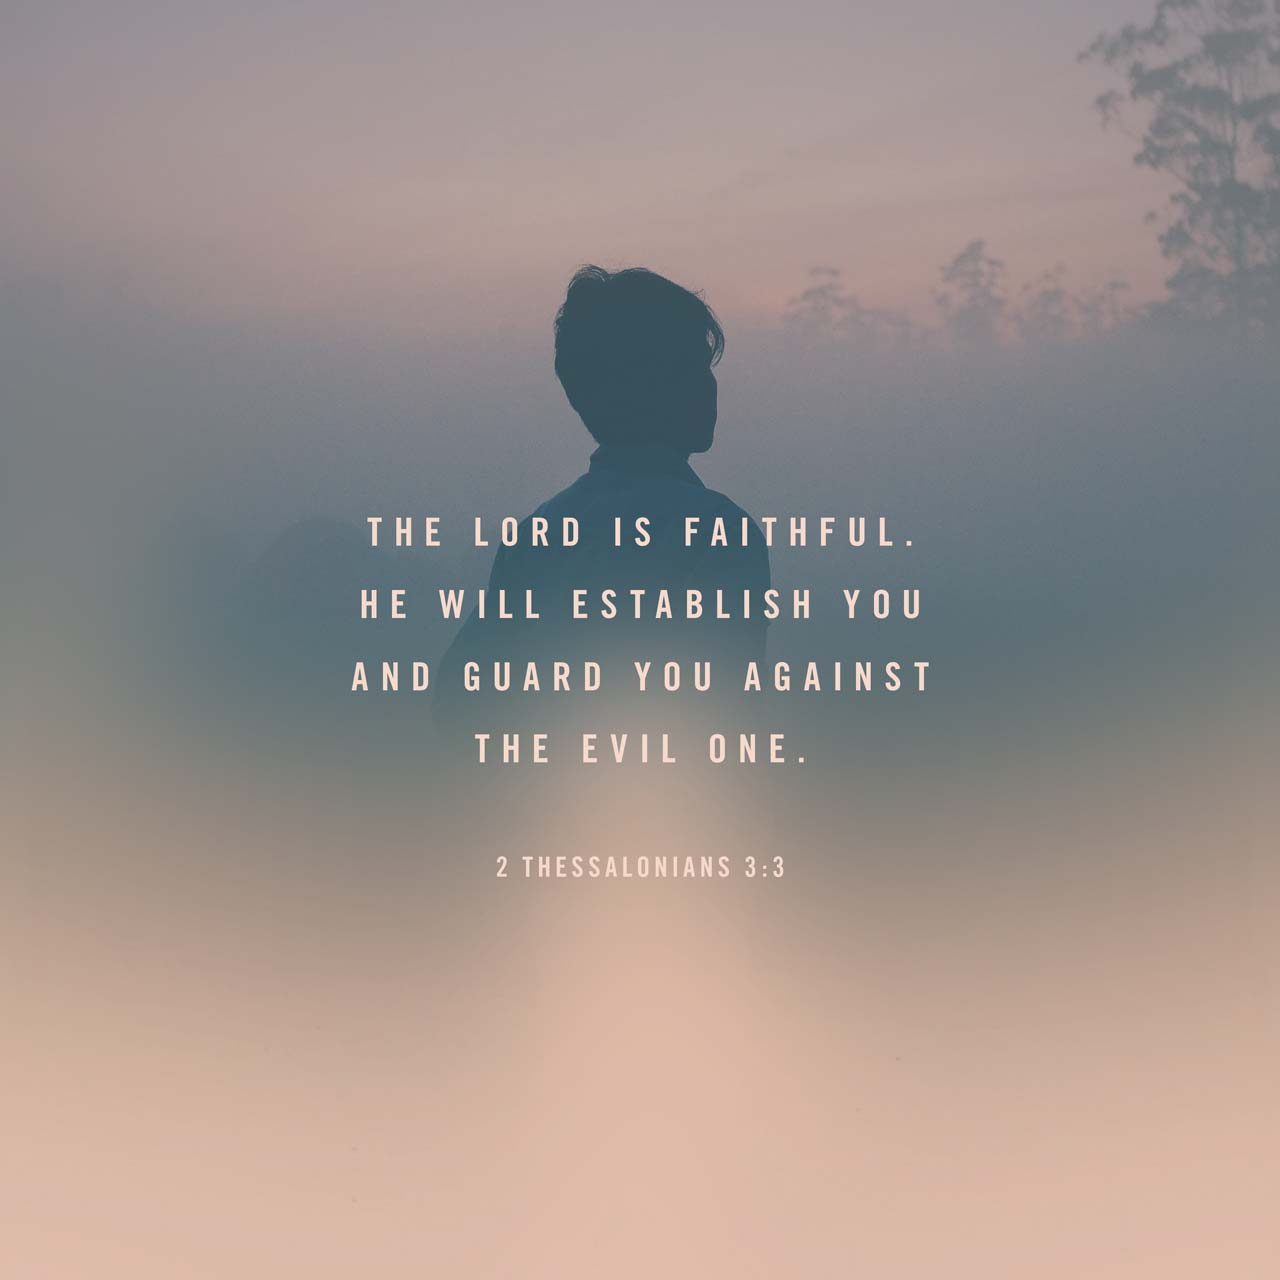 THE LORD IS FAITHFUL.
HE WILL ESTABLISH YOU
AND GUARD YOU AGAINST
THE EVIL ONE.
2 THESSALONIANS 3:3